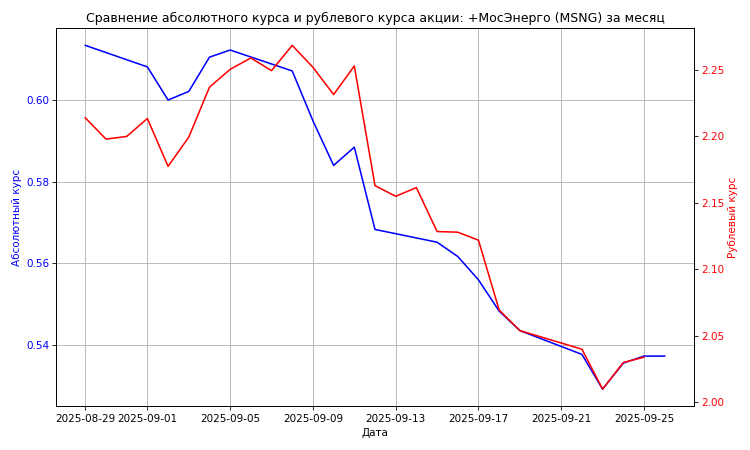 Сравнение абсолютного курса и рублевого курса акции: +МосЭнерго (MSNG) за месяц
Абсолютный курс
0.60
0.58
0.56
0.54
2.25
2.20
2.15
2.10
2.05
2.00
Рублевый курс
2025-08-29 2025-09-01 2025-09-05 2025-09-09 2025-09-13 2025-09-17 2025-09-21 2025-09-25
Дата